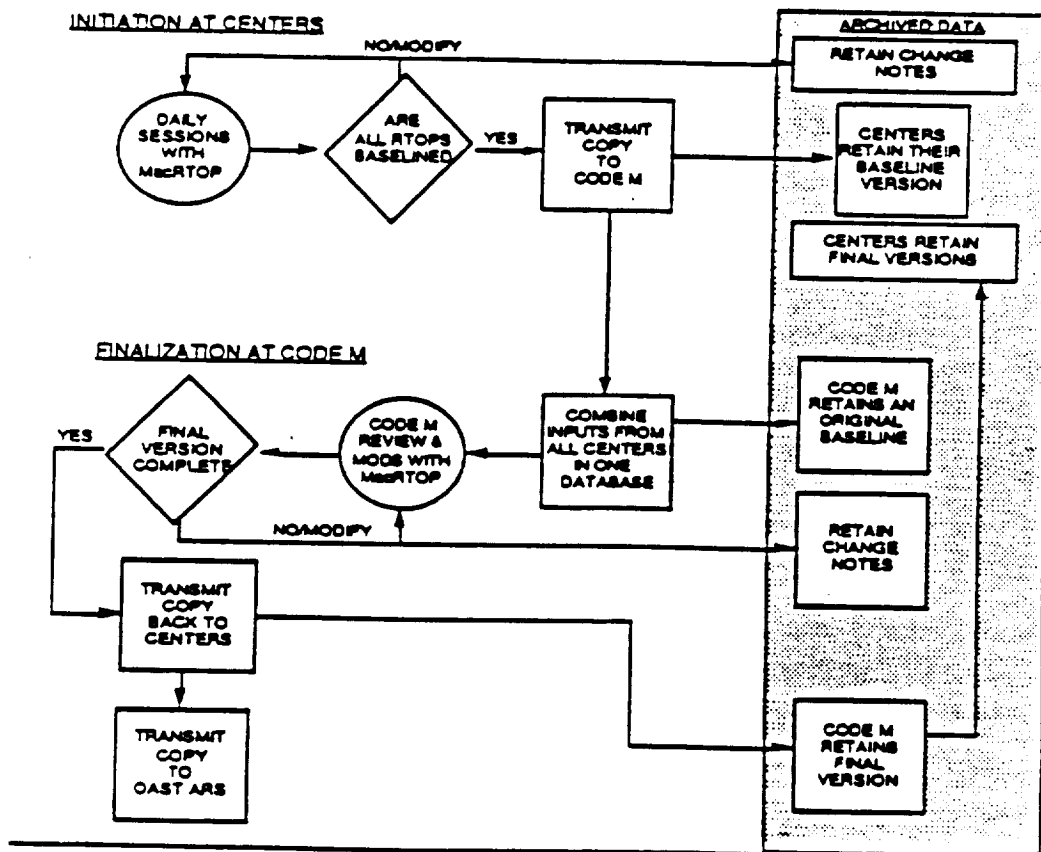 INITIATION AT CENTERS
ARCHIVED DATA
NO/MODIFY
RETAIN CHANGE
NOTES
DAILY
SESSIONS
WITH
MacRTOP
ARE
ALL RTOPS
BASELINED
YES
TRANSMIT
COPY
TO
CODE M
CENTERS
RETAIN THEIR
BASELINE
VERSION
CENTERS RETAIN
FINAL VERSIONS
FINALIZATION AT CODE M
YES
FINAL
VERSION
COMPLETE
CODE M
REVIEW &
MODS WITH
MacRTOP
COMBINE
INPUTS FROM
ALL CENTERS
IN ONE
DATABASE
CODE M
RETAINS AN
ORIGINAL
BASELINE
NO/MODIFY
RETAIN
CHANGE
NOTES
TRANSMIT
COPY
BACK TO
CENTERS
TRANSMIT
COPY
TO
OAST ARS
CODE M
RETAINS
FINAL
VERSION